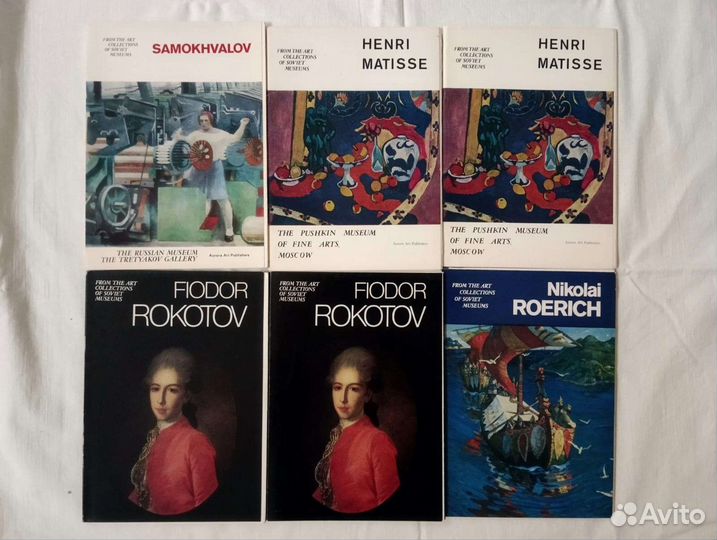 FROM THE ART
COLLECTIONS
OF SOVIET
MUSEUMS
SAMOKHVALOV
THE RUSSIAN MUSEUM
THE TRETYAKOV GALLERY
Aurora Art Publishers
FROM THE ART
COLLECTIONS
OF SOVIET
MUSEUMS
HENRI
MATISSE
THE PUSHKIN MUSEUM
OF FINE ARTS,
MOSCOW
Aurora Art Publishers
FROM THE ART
COLLECTIONS
OF SOVIET
MUSEUMS
HENRI
MATISSE
THE PUSHKIN MUSEUM
OF FINE ARTS,
MOSCOW
Aurora Art Publishers
FROM THE ART
COLLECTIONS
OF SOVIET
MUSEUMS
FIODOR
ROKOTOV
FROM THE ART
COLLECTIONS
OF SOVIET
MUSEUMS
FIODOR
ROKOTOV
FROM THE ART
COLLECTIONS
OF SOVIET
MUSEUMS
Nikolai
ROERICH
Avito